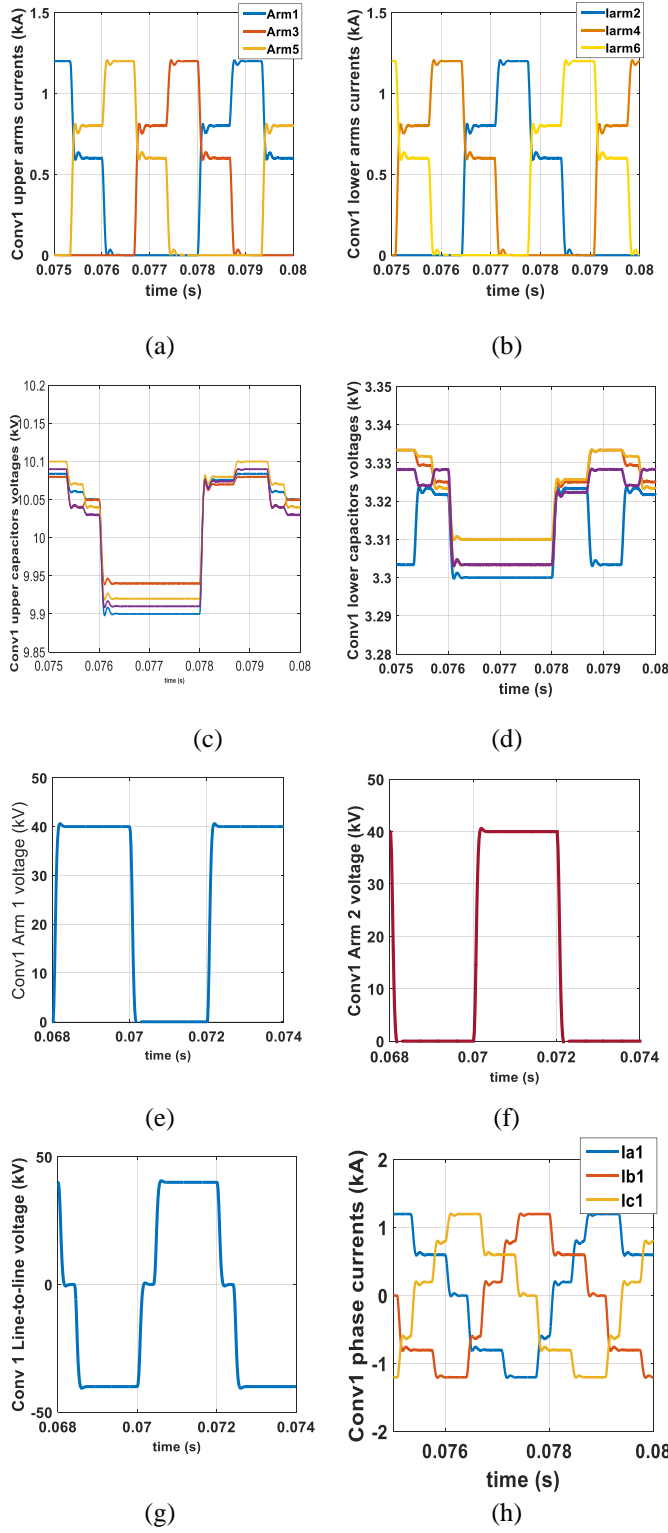 Conv1 upper arms currents (kA)
1.5
1
0.5
0
Arm1
Arm3
Arm5
0.075 0.076 0.077 0.078 0.079 0.08
time (s)
(a)
Conv1 lower arms currents (kA)
1.5
1
0.5
0
Iarm2
Iarm4
Iarm6
0.075 0.076 0.077 0.078 0.079 0.08
time (s)
(b)
Conv1 upper capacitors voltages (kV)
10.2
10.15
10.1
10.05
10
9.95
9.9
9.85
0.075 0.076 0.077 0.078 0.079 0.08
time (s)
(c)
Conv1 lower capacitors voltages (kV)
3.35
3.34
3.33
3.32
3.31
3.3
3.29
3.28
0.075 0.076 0.077 0.078 0.079 0.08
time (s)
(d)
Conv1 Arm 1 voltage (kV)
50
40
30
20
10
0
0.068 0.07 0.072 0.074
time (s)
(e)
Conv1 Arm 2 voltage (kV)
50
40
30
20
10
0
0.068 0.07 0.072 0.074
time (s)
(f)
Conv 1 Line-to-line voltage (kV)
50
0
-50
0.068 0.07 0.072 0.074
time (s)
(g)
Conv1 phase currents (kA)
2
1
0
-1
-2
Ia1
Ib1
Ic1
0.076 0.078 0.08
time (s)
(h)